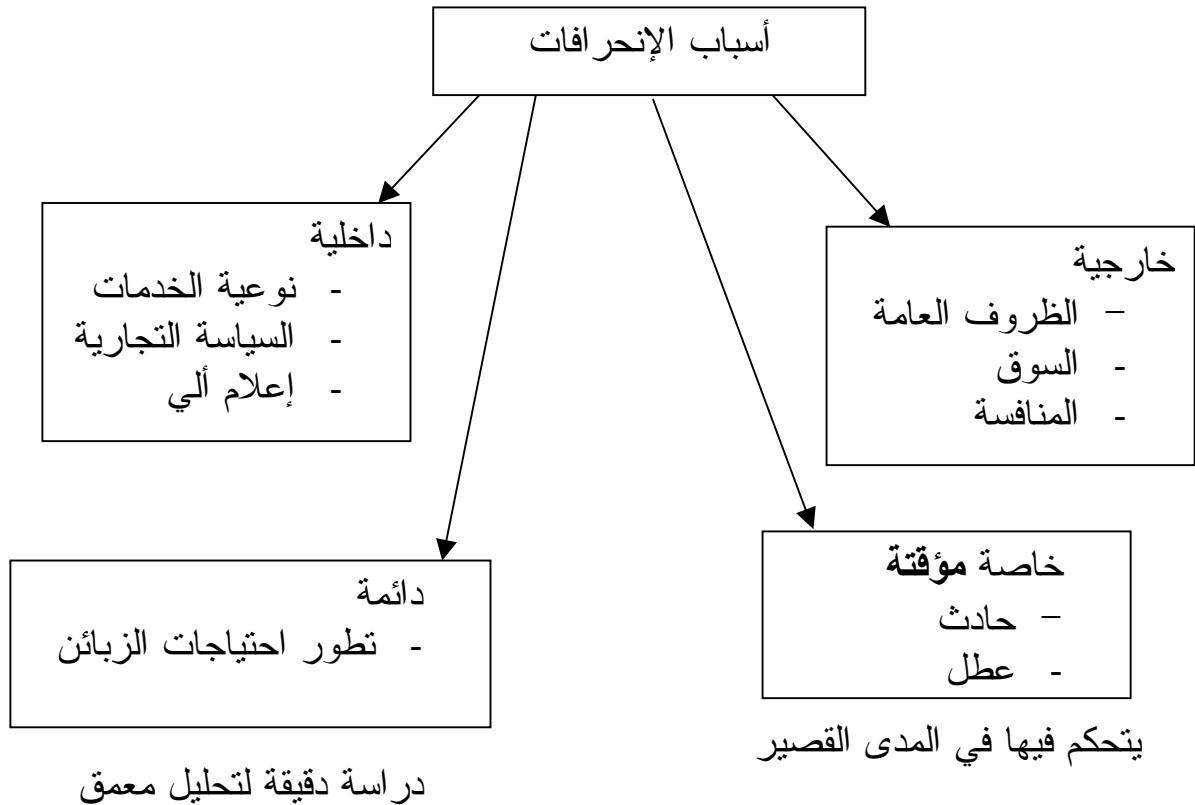 أسباب الإنحرافات
خارجية
– الظروف العامة
- السوق
- المنافسة
داخلية
- نوعية الخدمات
- السياسة التجارية
- إعلام ألي
خاصة مؤقتة
– حادث
- عطل
يتحكم فيها في المدى القصير
دائمة
- تطور احتياجات الزبائن
دراسة دقيقة لتحليل معمق